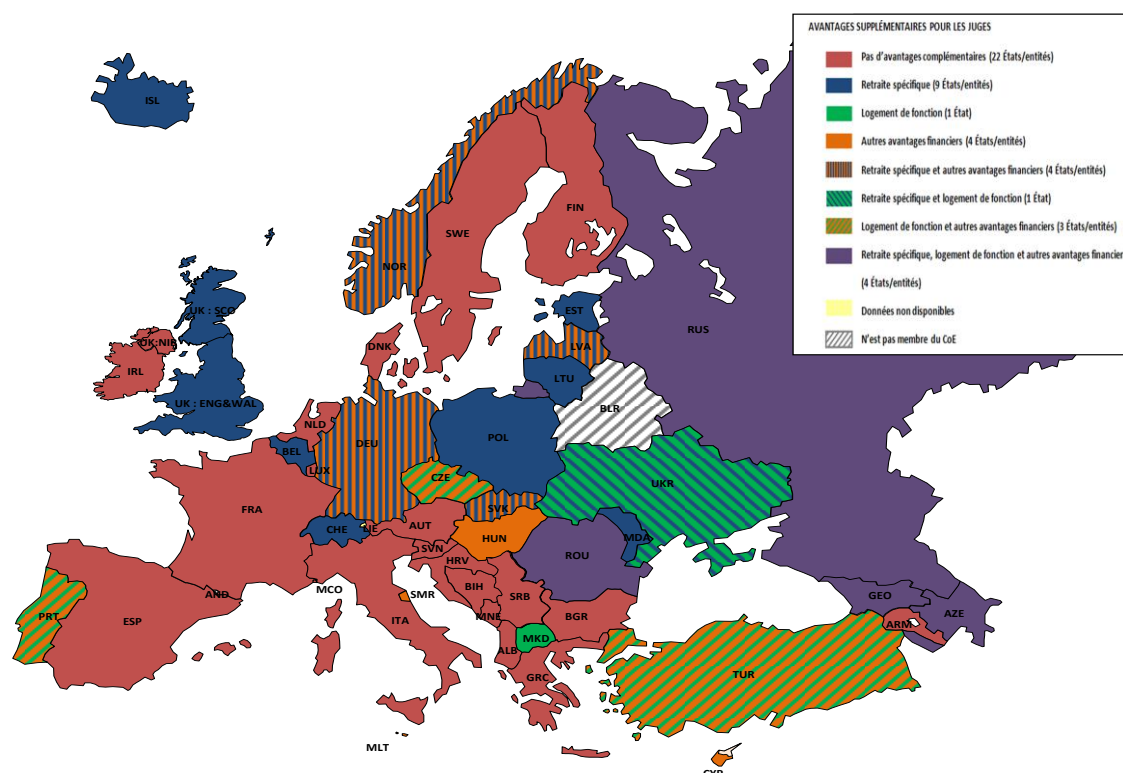 AVANTAGES SUPPLÉMENTAIRES POUR LES JUGES
Pas d'avantages complémentaires (22 États/entités)
Retraite spécifique (9 États/entités)
Logement de fonction (1 État)
Autres avantages financiers (4 États/entités)
Retraite spécifique et autres avantages financiers (4 États/entités)
Retraite spécifique et logement de fonction (1 État)
Logement de fonction et autres avantages financiers (3 États/entités)
Retraite spécifique, logement de fonction et autres avantages financier
(4 États/entités)
Données non disponibles
N'est pas membre du CoE
ISL
FIN
SWE
NOR
RUS
UK : SCO
EST
UK:NIR
DNK
LVA
IRL
LTU
UK : ENG&WAL
BLR
NLD
POL
DEU
BEL
LUX
CZE
UKR
FRA
SVK
CHE
LIE
AUT
HUN
MDA
SVN
ROU
HRV
AND
MCO
SMR
BIH
SRB
GEO
PRT
ESP
ITA
MNE
BGR
ARM
AZE
MKD
ALB
GRC
TUR
MLT
CYP